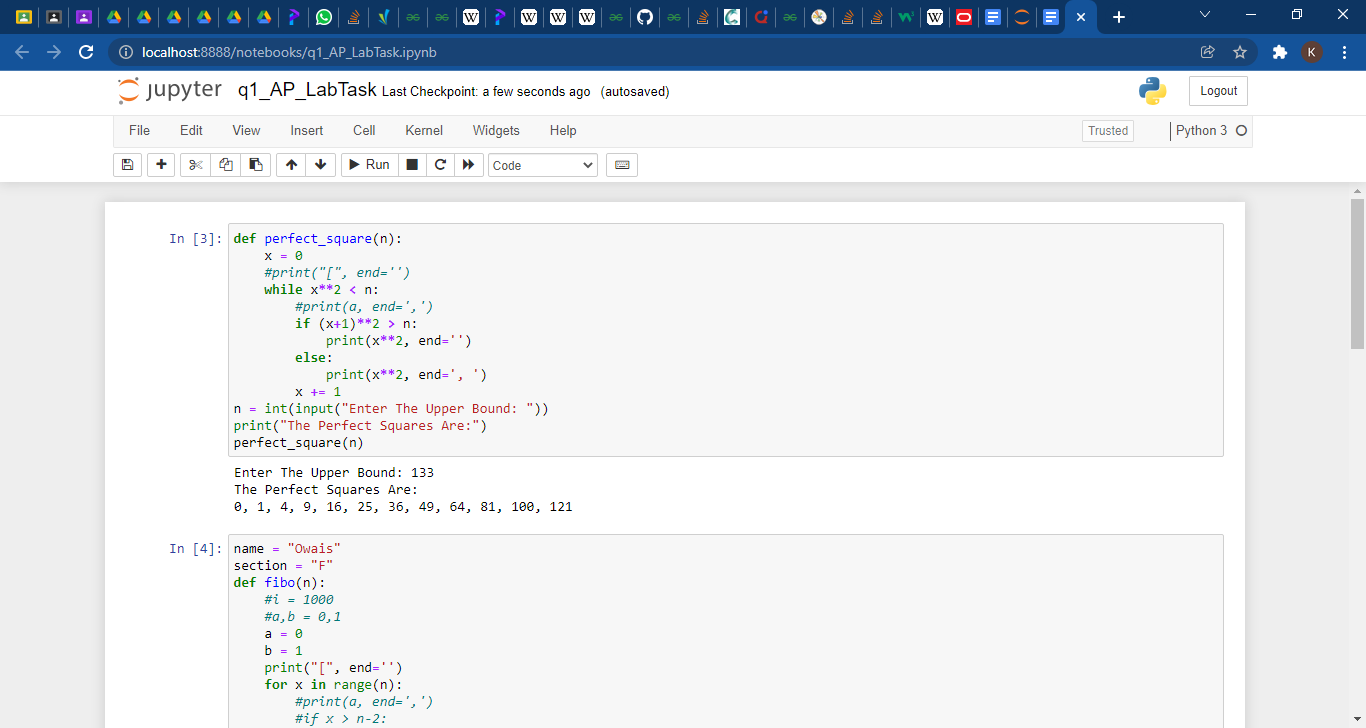 localhost:8888/notebooks/q1_AP_LabTask.ipynb
K
jupyter q1_AP_LabTask Last Checkpoint: a few seconds ago (autosaved)
Logout
File Edit View Insert Cell Kernel Widgets Help
Trusted
Python 3
Run
Code
In [3]:
def perfect_square(n):
    x = 0
    #print("[", end='')
    while x**2 < n:
        #print(a, end=',')
        if (x+1)**2 > n:
            print(x**2, end='')
        else:
            print(x**2, end=', ')
        x += 1
n = int(input("Enter The Upper Bound: "))
print("The Perfect Squares Are:")
perfect_square(n)
Enter The Upper Bound: 133
The Perfect Squares Are:
0, 1, 4, 9, 16, 25, 36, 49, 64, 81, 100, 121
In [4]:
name = "Owais"
section = "F"
def fibo(n):
    #i = 1000
    #a,b = 0,1
    a = 0
    b = 1
    print("[", end='')
    for x in range(n):
        #print(a, end=',')
        #if x > n-2: